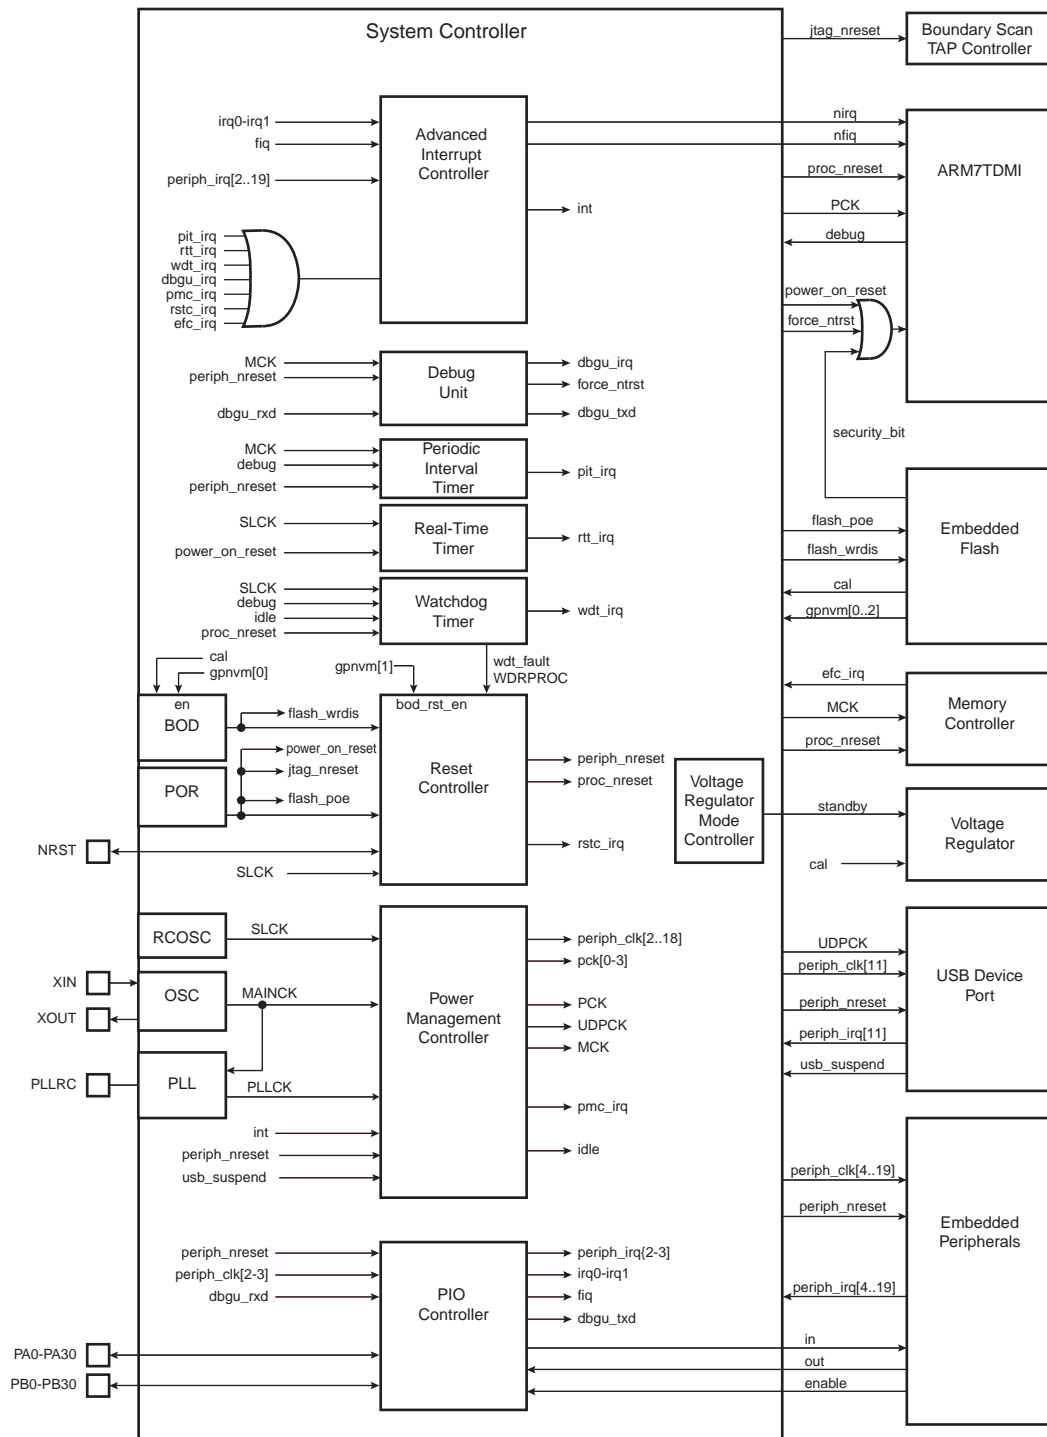 System Controller
jtag_nreset
Boundary Scan
TAP Controller
irq0-irq1
fiq
periph_irq[2..19]
Advanced
Interrupt
Controller
int
nirq
nfiq
proc_nreset
PCK
debug
ARM7TDMI
pit_irq
rtt_irq
wdt_irq
dbgu_irq
pmc_irq
rstc_irq
efc_irq
power_on_reset
force_ntrst
security_bit
MCK
periph_nreset
dbgu_rxd
Debug
Unit
dbgu_irq
force_ntrst
dbgu_txd
MCK
debug
periph_nreset
Periodic
Interval
Timer
pit_irq
SLCK
power_on_reset
Real-Time
Timer
rtt_irq
flash_poe
flash_wrdis
cal
gpnvm[0..2]
Embedded
Flash
SLCK
debug
idle
proc_nreset
Watchdog
Timer
wdt_irq
wdt_fault
WDRPROC
cal
gpnvm[0]
gpnvm[1]
en
BOD
flash_wrdis
bod_rst_en
power_on_reset
jtag_nreset
flash_poe
POR
Reset
Controller
periph_nreset
proc_nreset
rstc_irq
NRST
SLCK
efc_irq
MCK
proc_nreset
Memory
Controller
Voltage
Regulator
Mode
Controller
standby
cal
Voltage
Regulator
RCOSC
SLCK
XIN
XOUT
OSC
MAINCK
PLLRC
PLL
PLLCK
int
periph_nreset
usb_suspend
Power
Management
Controller
periph_clk[2..18]
pck[0-3]
PCK
UDPCK
MCK
pmc_irq
idle
UDPCK
periph_clk[11]
periph_nreset
periph_irq[11]
usb_suspend
USB Device
Port
periph_clk[4..19]
periph_nreset
periph_irq[4..19]
Embedded
Peripherals
periph_nreset
periph_clk[2-3]
dbgu_rxd
PIO
Controller
periph_irq{2-3]
irq0-irq1
fiq
dbgu_txd
in
out
enable
PA0-PA30
PB0-PB30